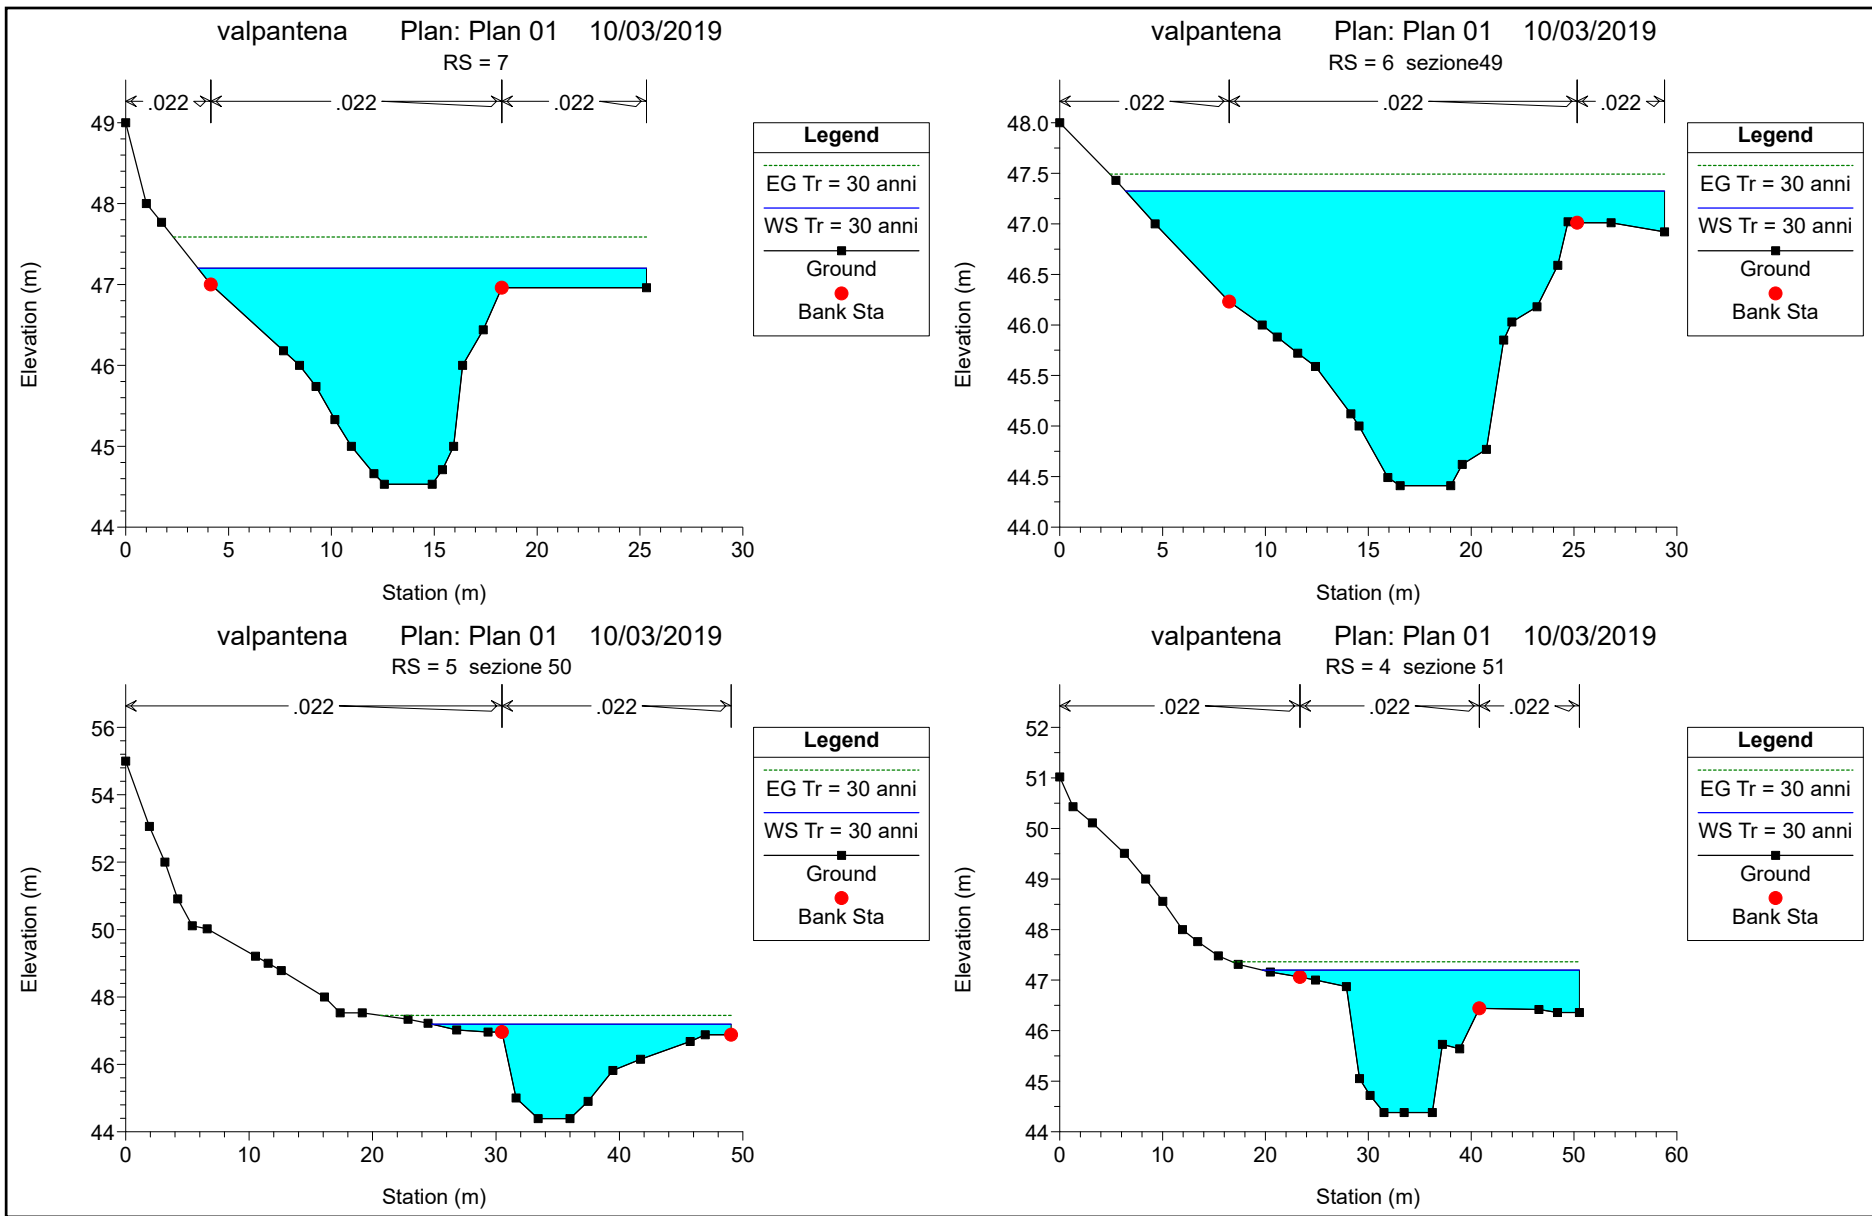 valpantena Plan: Plan 01 10/03/2019
RS = 7
.022 .022 .022
49
48
47
46
45
44
0 5 10 15 20 25 30
Elevation (m)
Station (m)
Legend
EG Tr = 30 anni
WS Tr = 30 anni
Ground
Bank Sta
valpantena Plan: Plan 01 10/03/2019
RS = 6 sezione49
.022 .022 .022
48.0
47.5
47.0
46.5
46.0
45.5
45.0
44.5
44.0
0 5 10 15 20 25 30
Elevation (m)
Station (m)
Legend
EG Tr = 30 anni
WS Tr = 30 anni
Ground
Bank Sta
valpantena Plan: Plan 01 10/03/2019
RS = 5 sezione 50
.022 .022
56
54
52
50
48
46
44
0 10 20 30 40 50
Elevation (m)
Station (m)
Legend
EG Tr = 30 anni
WS Tr = 30 anni
Ground
Bank Sta
valpantena Plan: Plan 01 10/03/2019
RS = 4 sezione 51
.022 .022 .022
52
51
50
49
48
47
46
45
44
0 10 20 30 40 50 60
Elevation (m)
Station (m)
Legend
EG Tr = 30 anni
WS Tr = 30 anni
Ground
Bank Sta